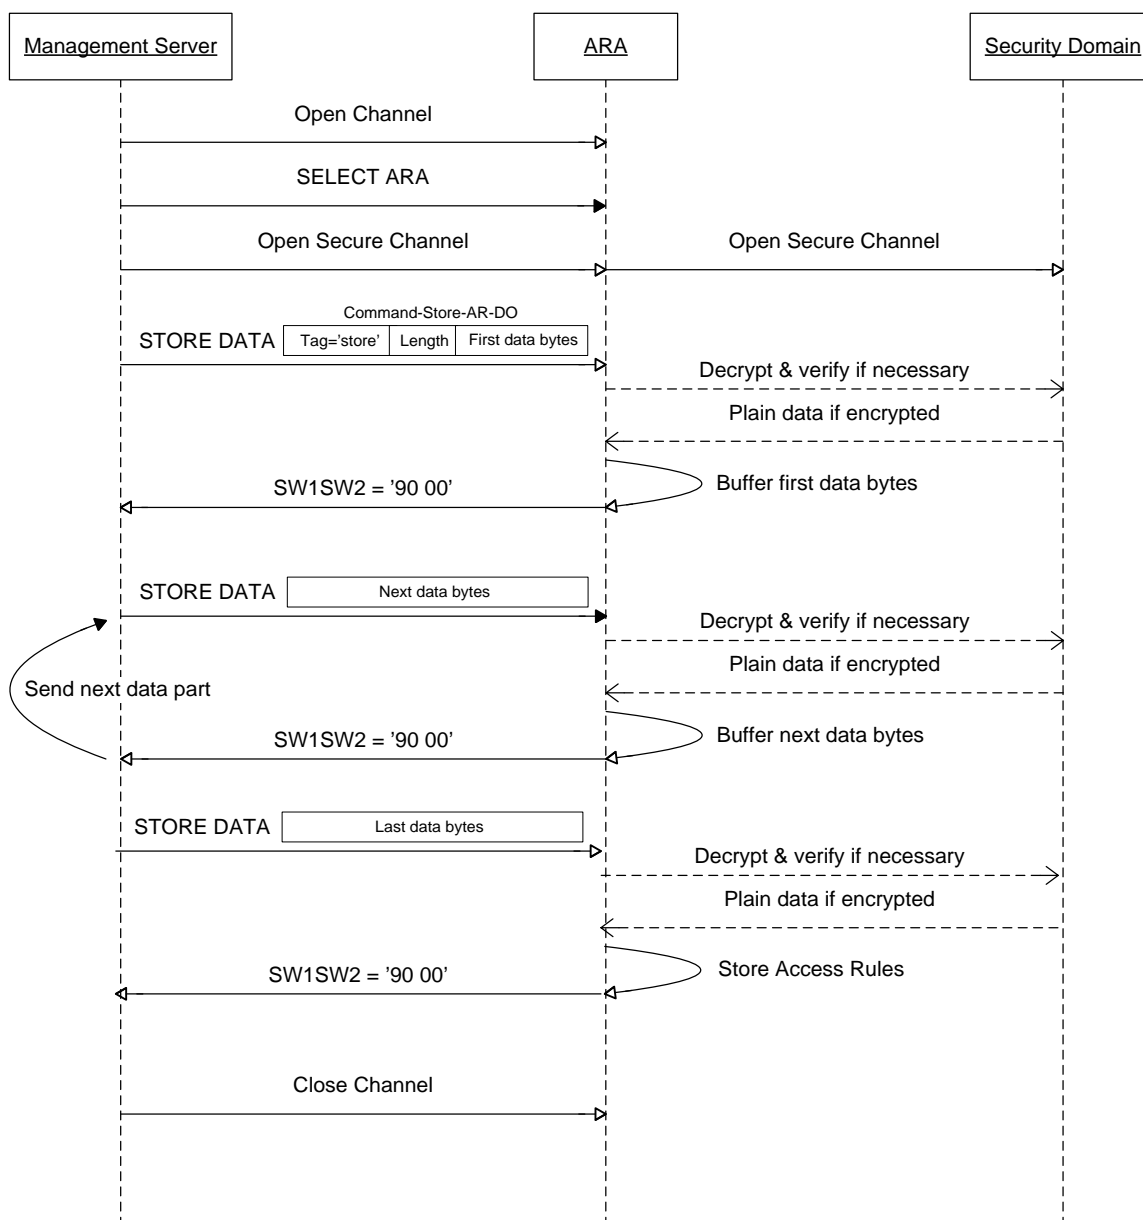 Management Server
ARA
Security Domain
Open Channel
SELECT ARA
Open Secure Channel
Open Secure Channel
Command-Store-AR-DO
STORE DATA
Tag='store'
Length
First data bytes
Decrypt & verify if necessary
Plain data if encrypted
SW1SW2 = '90 00'
Buffer first data bytes
STORE DATA
Next data bytes
Decrypt & verify if necessary
Plain data if encrypted
Send next data part
SW1SW2 = '90 00'
Buffer next data bytes
STORE DATA
Last data bytes
Decrypt & verify if necessary
Plain data if encrypted
SW1SW2 = '90 00'
Store Access Rules
Close Channel